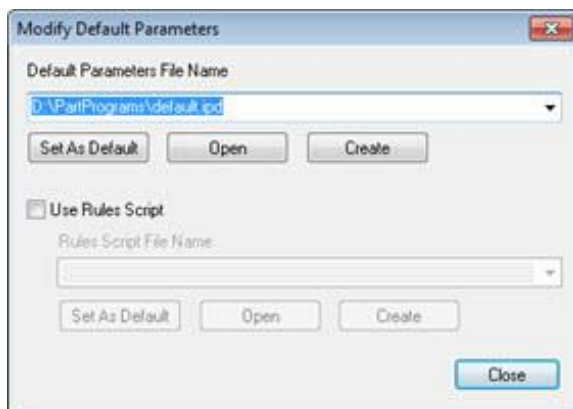 Modify Default Parameters
Default Parameters File Name
D:\PartPrograms\default.ipd
Set As Default Open Create
Use Rules Script
Rules Script File Name
Set As Default Open Create
Close